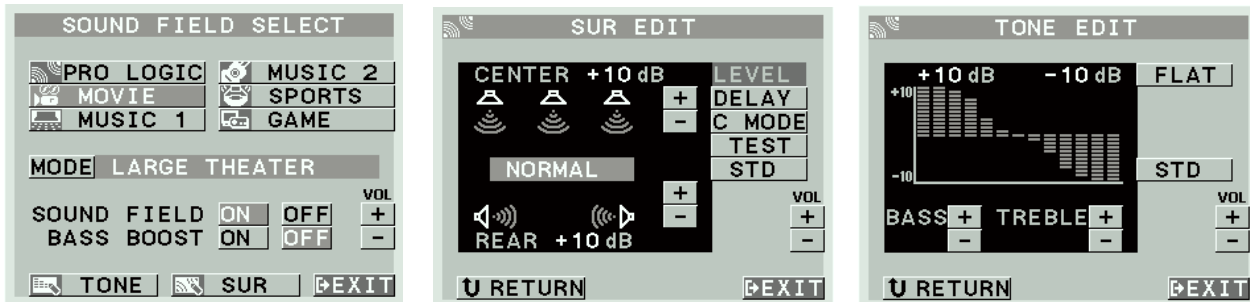 SOUND FIELD SELECT
PRO LOGIC MUSIC 2
MOVIE SPORTS
MUSIC 1 GAME
MODE LARGE THEATER
VOL
SOUND FIELD ON OFF +
BASS BOOST ON OFF -
TONE SUR EXIT
SUR EDIT
CENTER +10 dB LEVEL
+ DELAY
- C MODE
TEST
NORMAL STD
+ VOL
- +
REAR +10 dB -
RETURN EXIT
TONE EDIT
+10 dB -10 dB FLAT
+10
-10 STD
VOL
BASS + TREBLE + +
- - -
RETURN EXIT